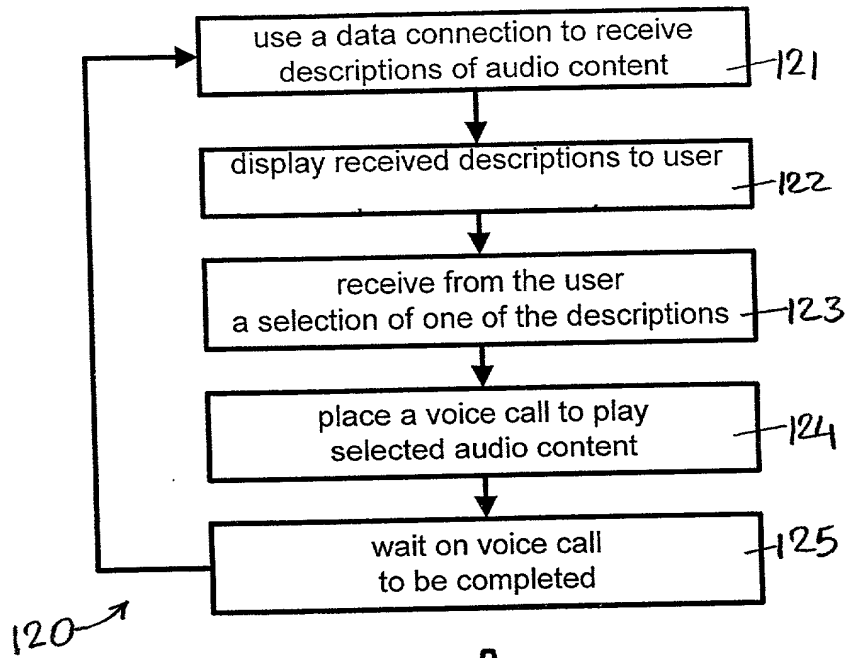 use a data connection to receive
descriptions of audio content
121
display received descriptions to user
122
receive from the user
a selection of one of the descriptions
123
place a voice call to play
selected audio content
124
wait on voice call
to be completed
125
120